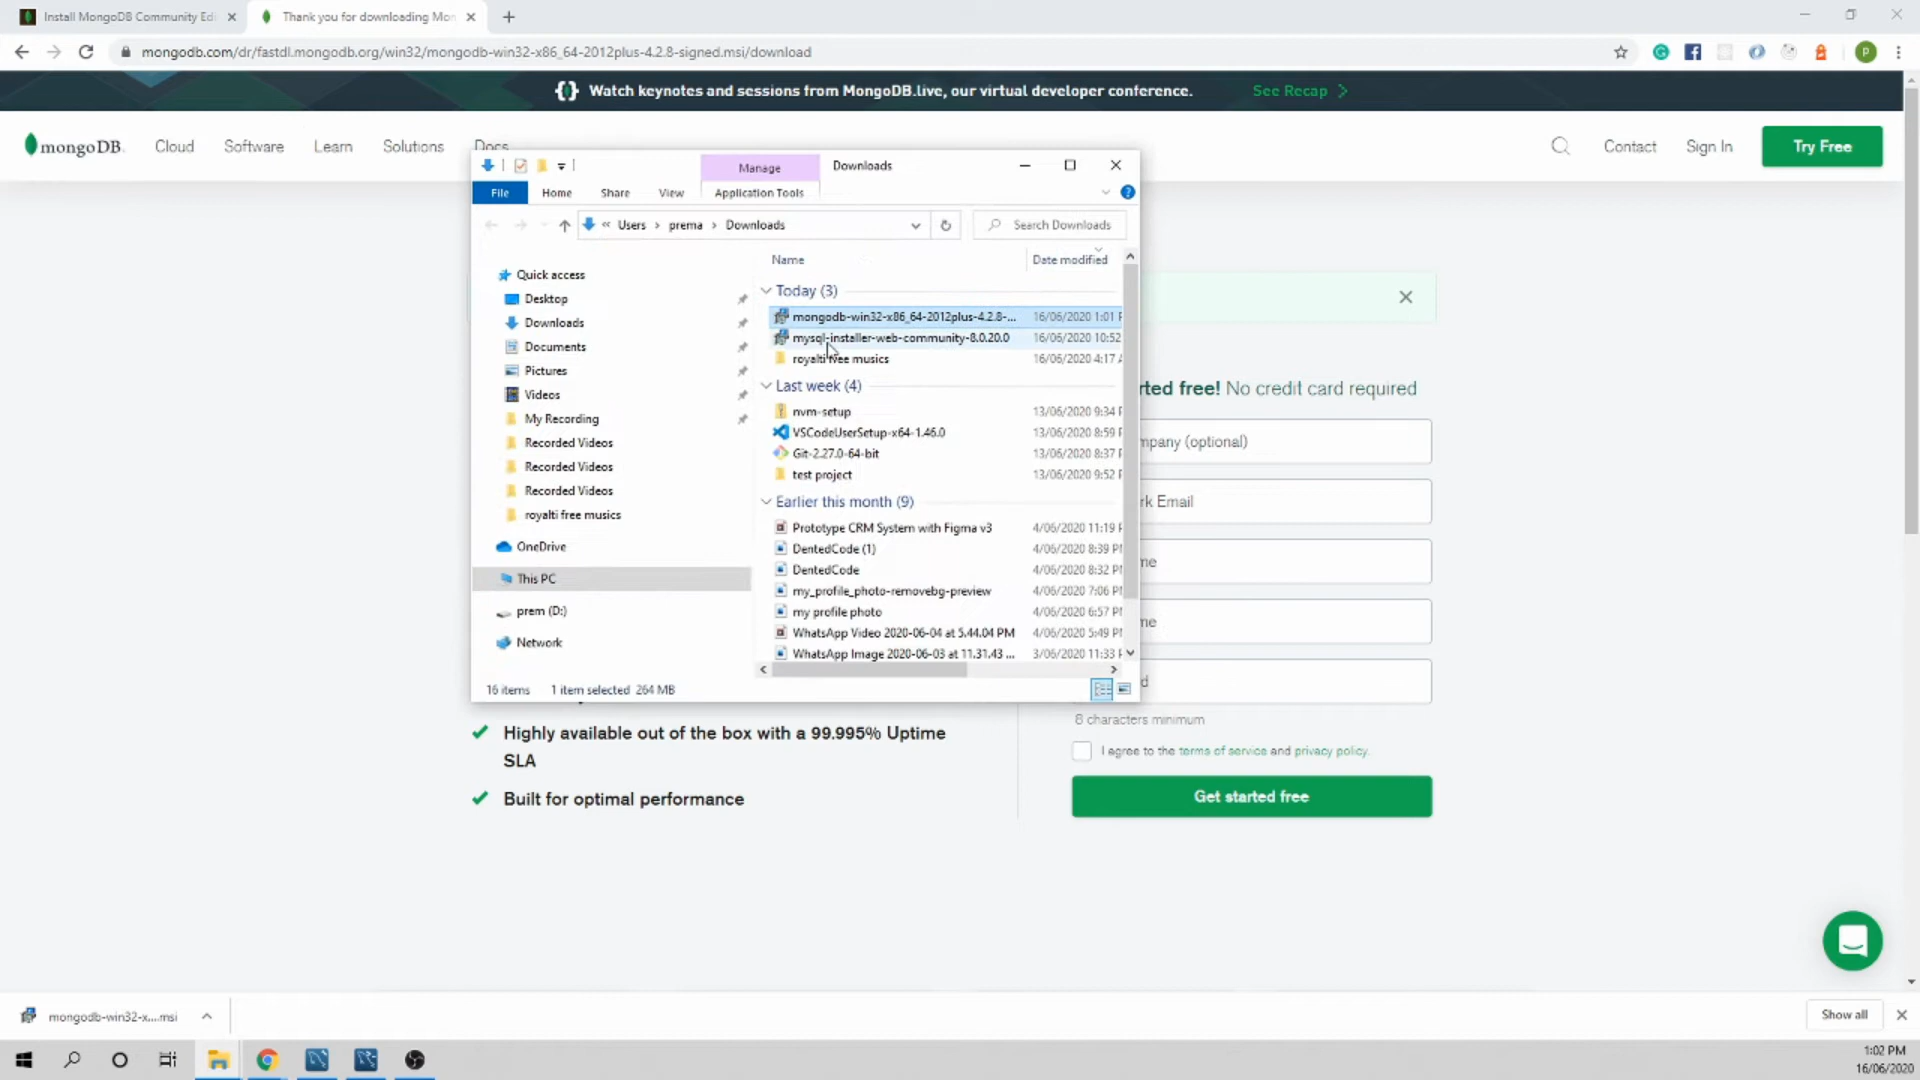 Install MongoDB Community Edi
Thank you for downloading Mon
mongodb.com/dr/fastdl.mongodb.org/win32/mongodb-win32-x86_64-2012plus-4.2.8-signed.msi/download
P
Watch keynotes and sessions from MongoDB.live, our virtual developer conference.
See Recap
mongoDB.
Cloud
Software
Learn
Solutions
Docs
Contact
Sign In
Try Free
Manage
Downloads
File
Home
Share
View
Application Tools
« Users > prema > Downloads
Search Downloads
Name
Date modified
Quick access
Desktop
Downloads
Documents
Pictures
Videos
My Recording
Recorded Videos
Recorded Videos
Recorded Videos
royalti free musics
OneDrive
This PC
prem (D:)
Network
Today (3)
mongodb-win32-x86_64-2012plus-4.2.8-... 16/06/2020 1:01 P
mysql-installer-web-community-8.0.20.0 16/06/2020 10:52
royalti free musics 16/06/2020 4:17 A
Last week (4)
nvm-setup 13/06/2020 9:34 P
VSCodeUserSetup-x64-1.46.0 13/06/2020 8:59 P
Git-2.27.0-64-bit 13/06/2020 8:37 P
test project 13/06/2020 9:52 P
Earlier this month (9)
Prototype CRM System with Figma v3 4/06/2020 11:19 P
DentedCode (1) 4/06/2020 8:39 PM
DentedCode 4/06/2020 8:32 PM
my_profile_photo-removebg-preview 4/06/2020 7:06 PM
my profile photo 4/06/2020 6:57 PM
WhatsApp Video 2020-06-04 at 5.44.04 PM 4/06/2020 5:49 PM
WhatsApp Image 2020-06-03 at 11.31.43 ... 3/06/2020 11:33 P
16 items 1 item selected 264 MB
rted free! No credit card required
mpany (optional)
rk Email
me
me
d
8 characters minimum
I agree to the terms of service and privacy policy.
Get started free
Highly available out of the box with a 99.995% Uptime
SLA
Built for optimal performance
mongodb-win32-x....msi
Show all
1:02 PM
16/06/2020